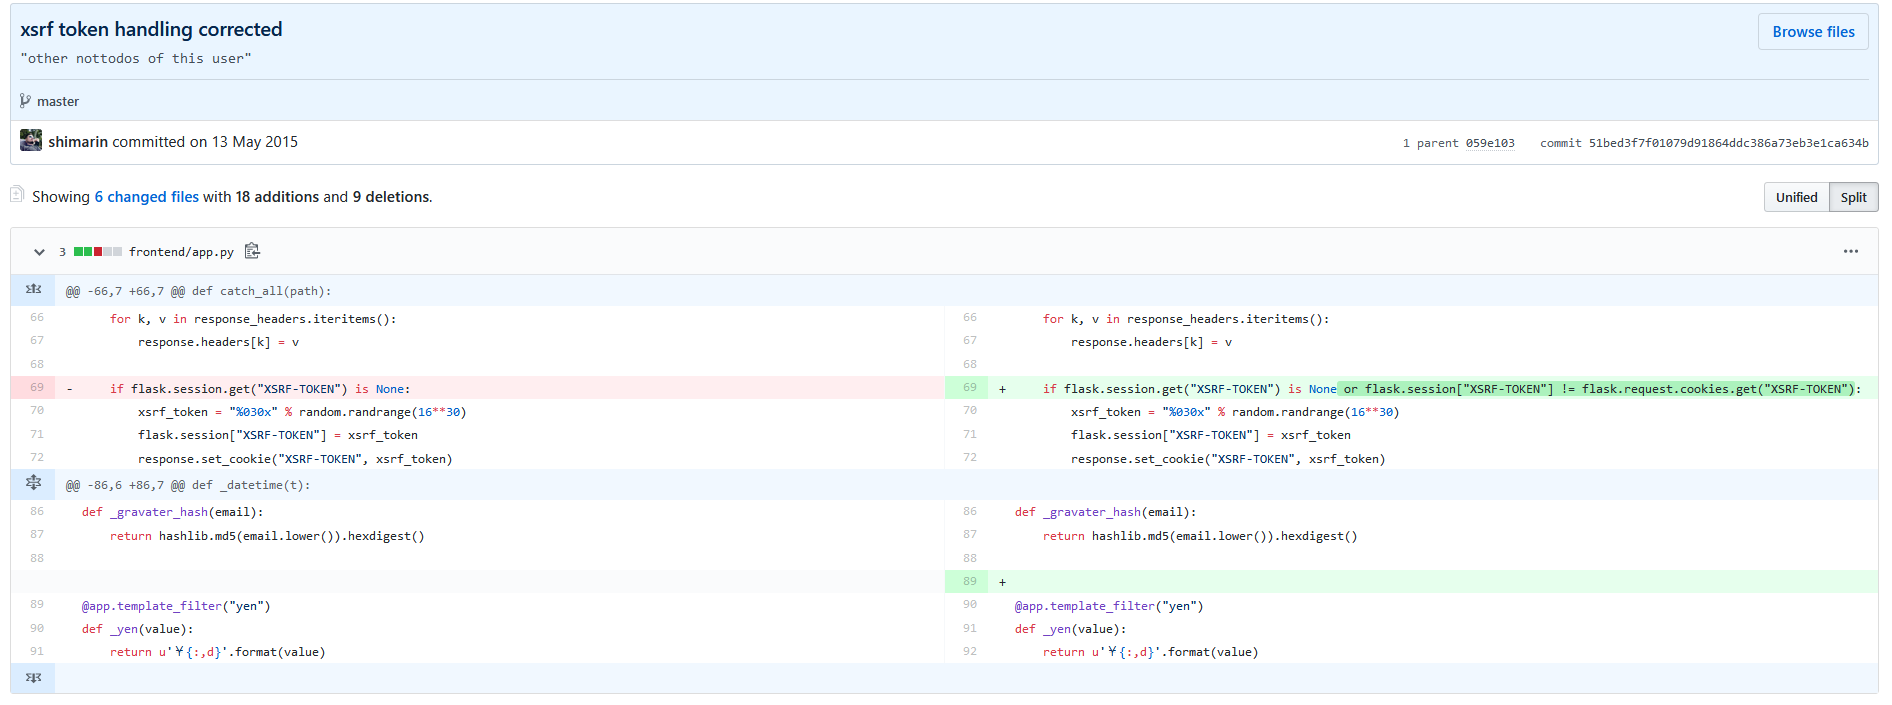 xsrf token handling corrected
Browse files
"other nottodos of this user"
master
shimarin committed on 13 May 2015
1 parent 059e103 commit 51bed3f7f01079d91864ddc386a73eb3e1ca634b
Showing 6 changed files with 18 additions and 9 deletions.
Unified Split
3 frontend/app.py
@@ -66,7 +66,7 @@ def catch_all(path):
66 for k, v in response_headers.iteritems():
67 response.headers[k] = v
68
69 - if flask.session.get("XSRF-TOKEN") is None:
70 xsrf_token = "%030x" % random.randrange(16**30)
71 flask.session["XSRF-TOKEN"] = xsrf_token
72 response.set_cookie("XSRF-TOKEN", xsrf_token)
66 for k, v in response_headers.iteritems():
67 response.headers[k] = v
68
69 + if flask.session.get("XSRF-TOKEN") is None or flask.session["XSRF-TOKEN"] != flask.request.cookies.get("XSRF-TOKEN"):
70 xsrf_token = "%030x" % random.randrange(16**30)
71 flask.session["XSRF-TOKEN"] = xsrf_token
72 response.set_cookie("XSRF-TOKEN", xsrf_token)
@@ -86,6 +86,7 @@ def _datetime(t):
86 def _gravater_hash(email):
87 return hashlib.md5(email.lower()).hexdigest()
88
89 @app.template_filter("yen")
90 def _yen(value):
91 return u'￥{:,d}'.format(value)
86 def _gravater_hash(email):
87 return hashlib.md5(email.lower()).hexdigest()
88
89 +
90 @app.template_filter("yen")
91 def _yen(value):
92 return u'￥{:,d}'.format(value)